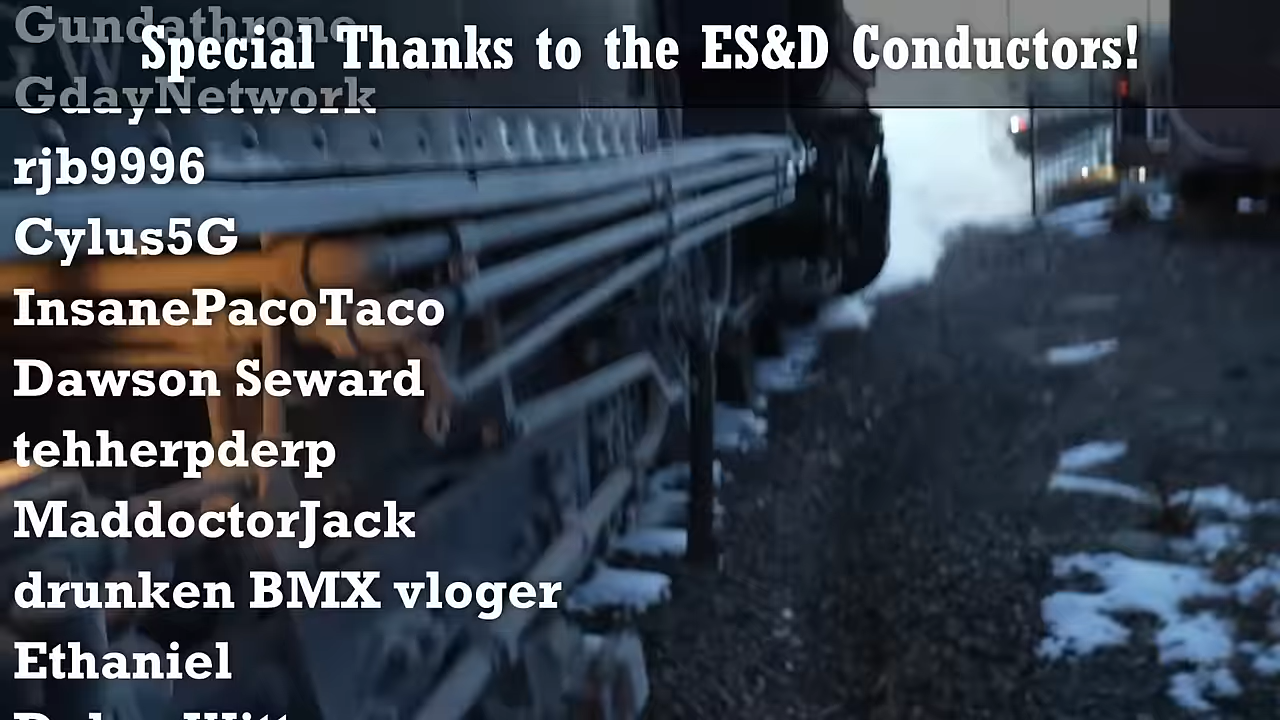 Special Thanks to the ES&D Conductors!
Gundathrone
GdayNetwork
rjb9996
Cylus5G
InsanePacoTaco
Dawson Seward
tehherpderp
MaddoctorJack
drunken BMX vloger
Ethaniel